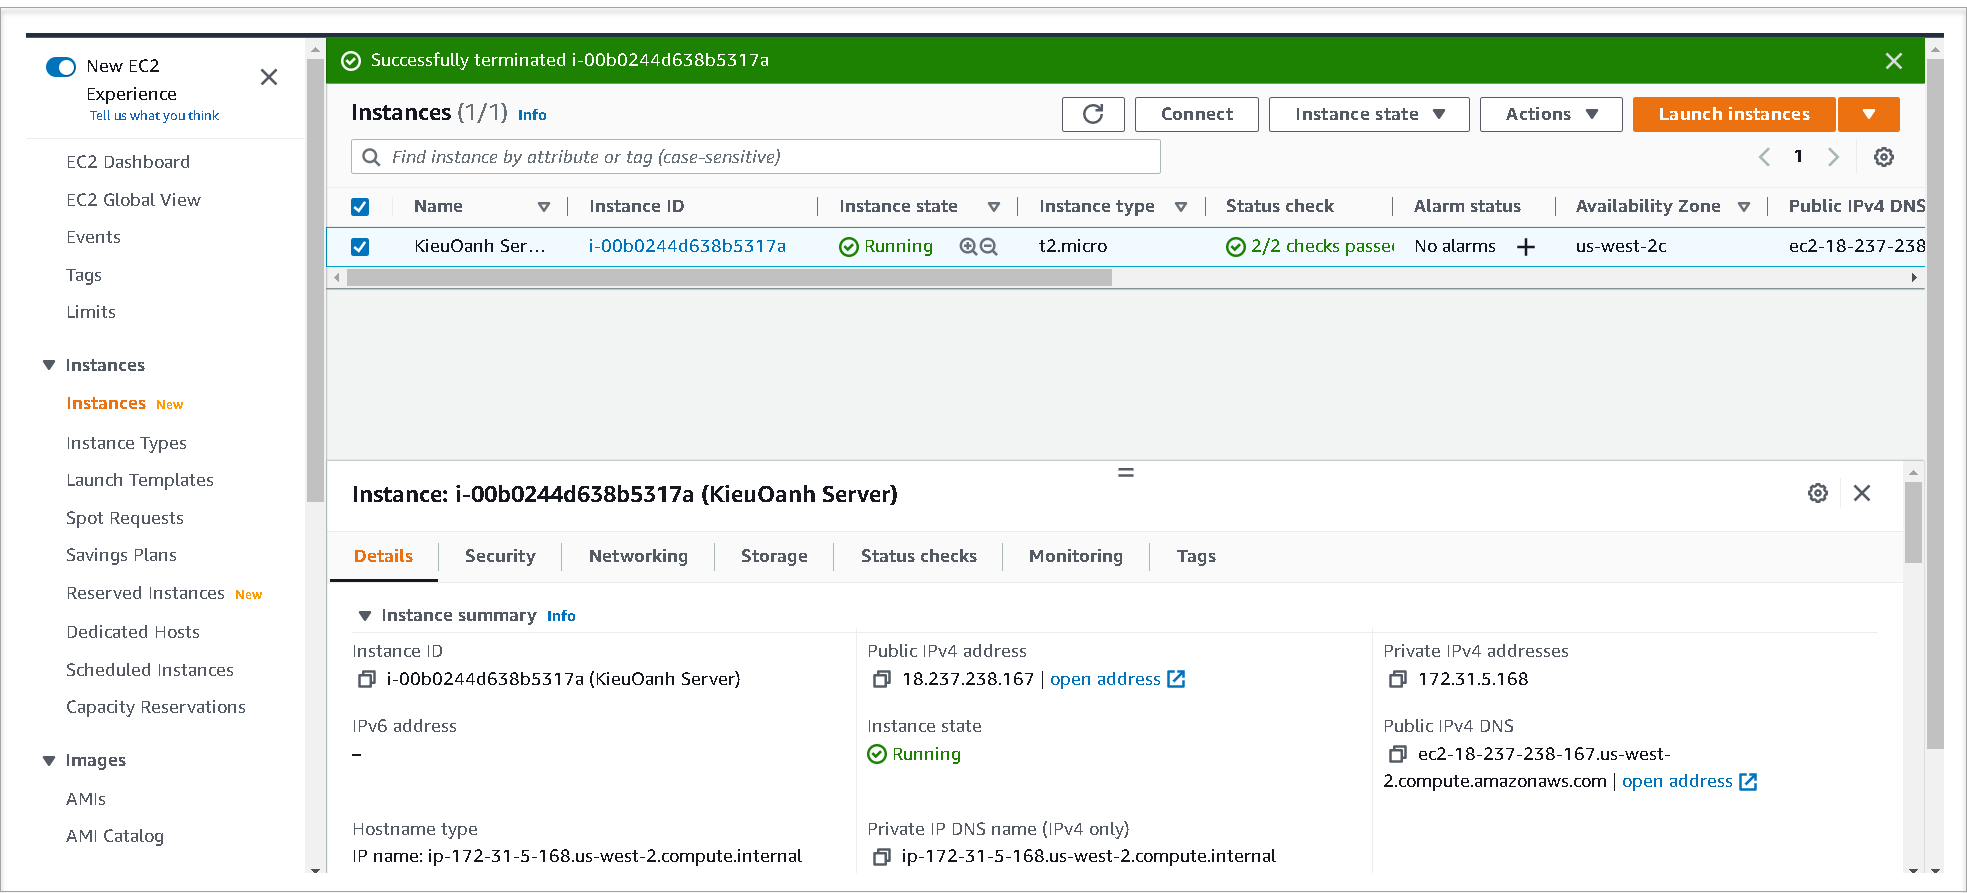 New EC2
Experience
Tell us what you think
EC2 Dashboard
EC2 Global View
Events
Tags
Limits
Instances
Instances New
Instance Types
Launch Templates
Spot Requests
Savings Plans
Reserved Instances New
Dedicated Hosts
Scheduled Instances
Capacity Reservations
Images
AMIs
AMI Catalog
Successfully terminated i-00b0244d638b5317a
Instances (1/1) Info
Connect
Instance state
Actions
Launch instances
Find instance by attribute or tag (case-sensitive)
1
Name Instance ID Instance state Instance type Status check Alarm status Availability Zone Public IPv4 DNS
KieuOanh Ser... i-00b0244d638b5317a Running t2.micro 2/2 checks passed No alarms us-west-2c ec2-18-237-238
Instance: i-00b0244d638b5317a (KieuOanh Server)
Details Security Networking Storage Status checks Monitoring Tags
Instance summary Info
Instance ID
i-00b0244d638b5317a (KieuOanh Server)
Public IPv4 address
18.237.238.167 | open address
Private IPv4 addresses
172.31.5.168
IPv6 address
–
Instance state
Running
Public IPv4 DNS
ec2-18-237-238-167.us-west-
2.compute.amazonaws.com | open address
Hostname type
IP name: ip-172-31-5-168.us-west-2.compute.internal
Private IP DNS name (IPv4 only)
ip-172-31-5-168.us-west-2.compute.internal